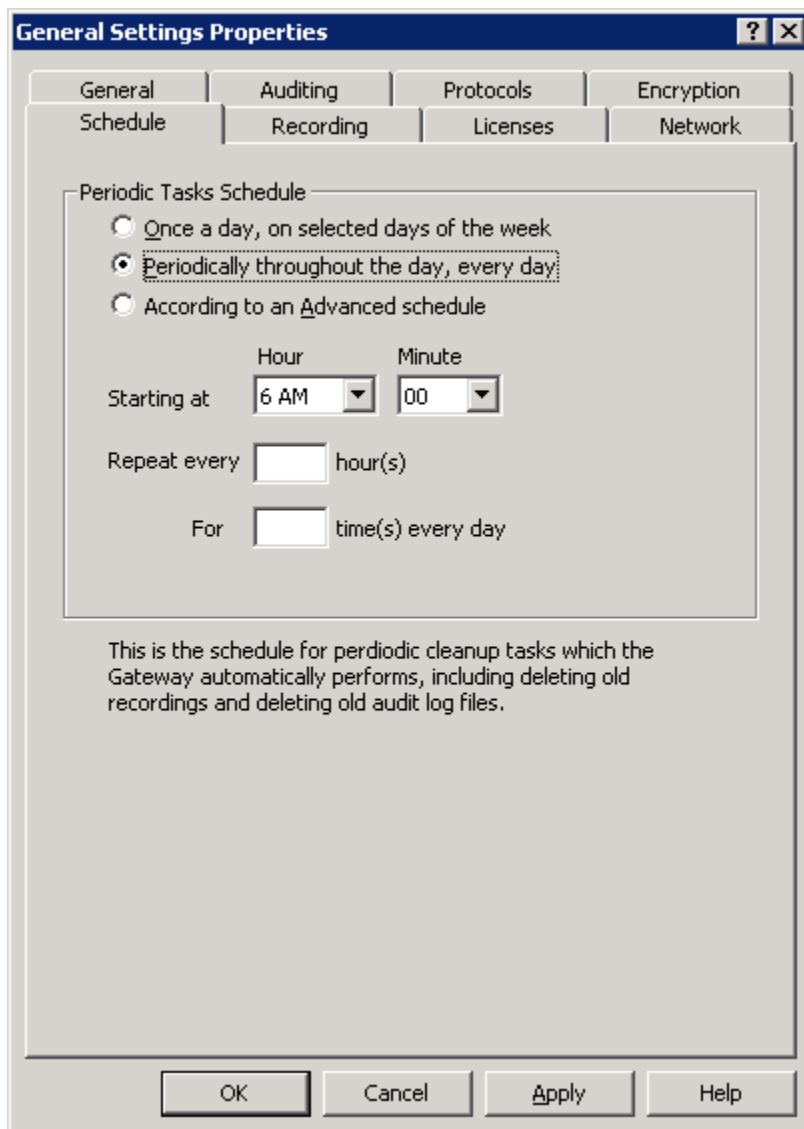 General Settings Properties
General Auditing Protocols Encryption
Schedule Recording Licenses Network
Periodic Tasks Schedule
Once a day, on selected days of the week
Periodically throughout the day, every day
According to an Advanced schedule
Hour Minute
Starting at 6 AM 00
Repeat every hour(s)
For time(s) every day
This is the schedule for perdiodic cleanup tasks which the
Gateway automatically performs, including deleting old
recordings and deleting old audit log files.
OK Cancel Apply Help